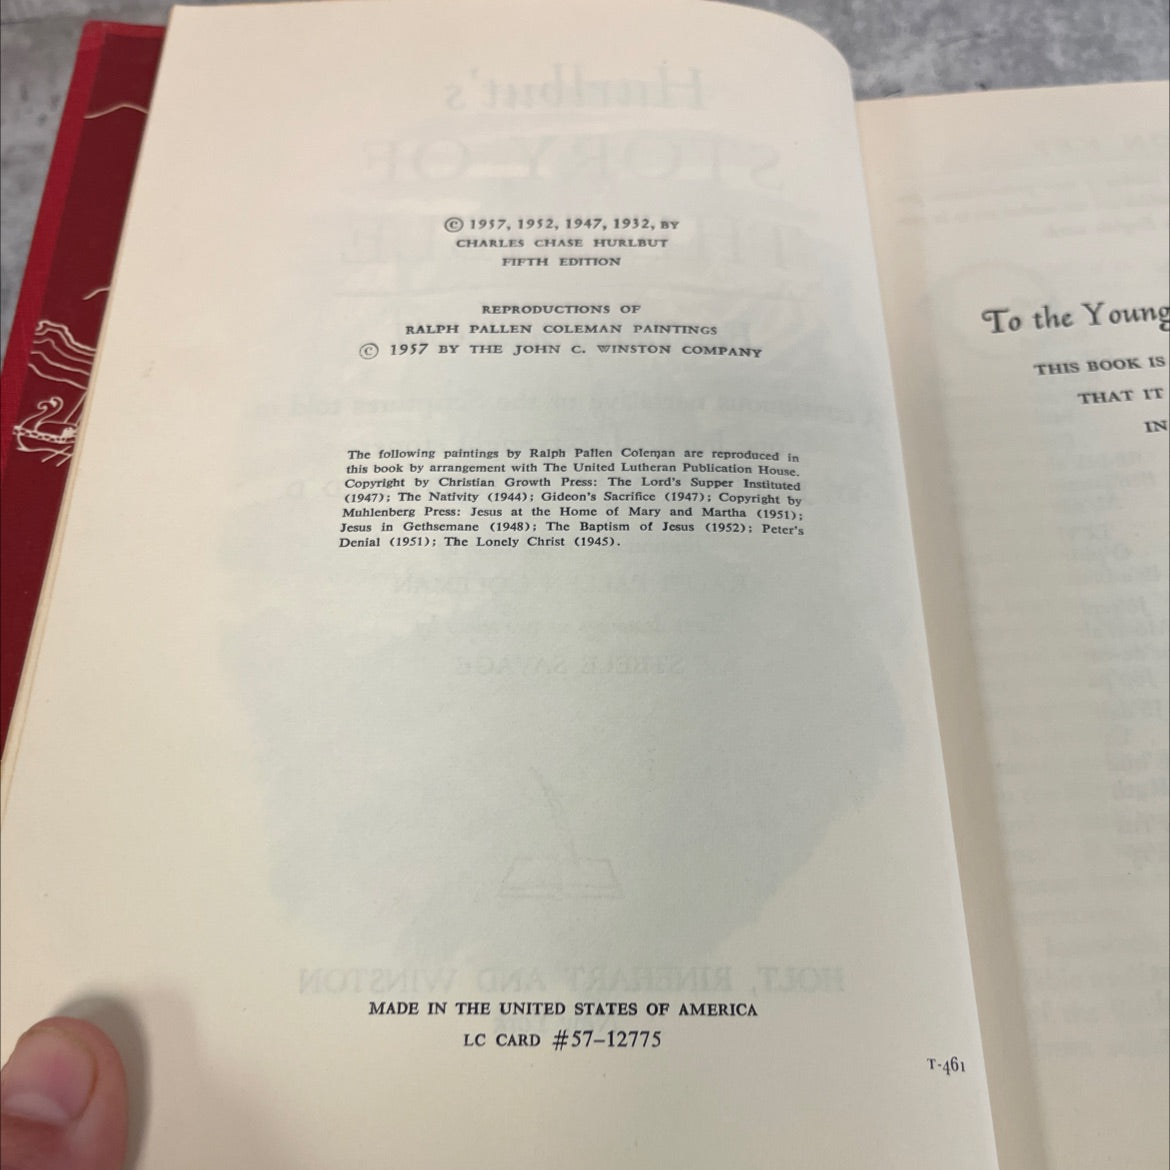 © 1957, 1952, 1947, 1932, BY
CHARLES CHASE HURLBUT
FIFTH EDITION
REPRODUCTIONS OF
RALPH PALLEN COLEMAN PAINTINGS
© 1957 BY THE JOHN C. WINSTON COMPANY
The following paintings by Ralph Pallen Coleman are reproduced in
this book by arrangement with The United Lutheran Publication House.
Copyright by Christian Growth Press: The Lord's Supper Instituted
(1947); The Nativity (1944); Gideon's Sacrifice (1947); Copyright by
Muhlenberg Press: Jesus at the Home of Mary and Martha (1951);
Jesus in Gethsemane (1948); The Baptism of Jesus (1952); Peter's
Denial (1951); The Lonely Christ (1945).
MADE IN THE UNITED STATES OF AMERICA
LC CARD #57-12775
T-461
To the Young
THIS BOOK IS
THAT IT
IN